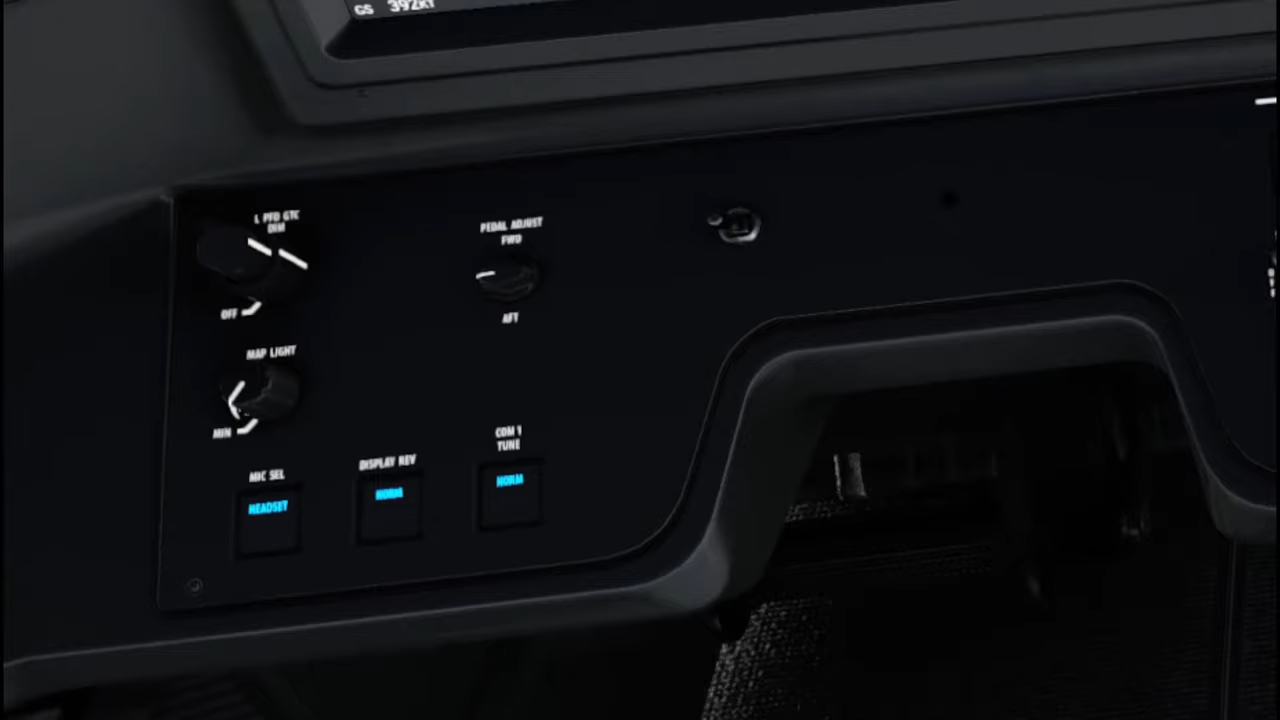 GS 392KT
L PFD GTC
DIM
OFF
PEDAL ADJUST
FWD
AFT
MAP LIGHT
MIN
MIC SEL
HEADSET
DISPLAY REV
NORM
COM 1
TUNE
NORM